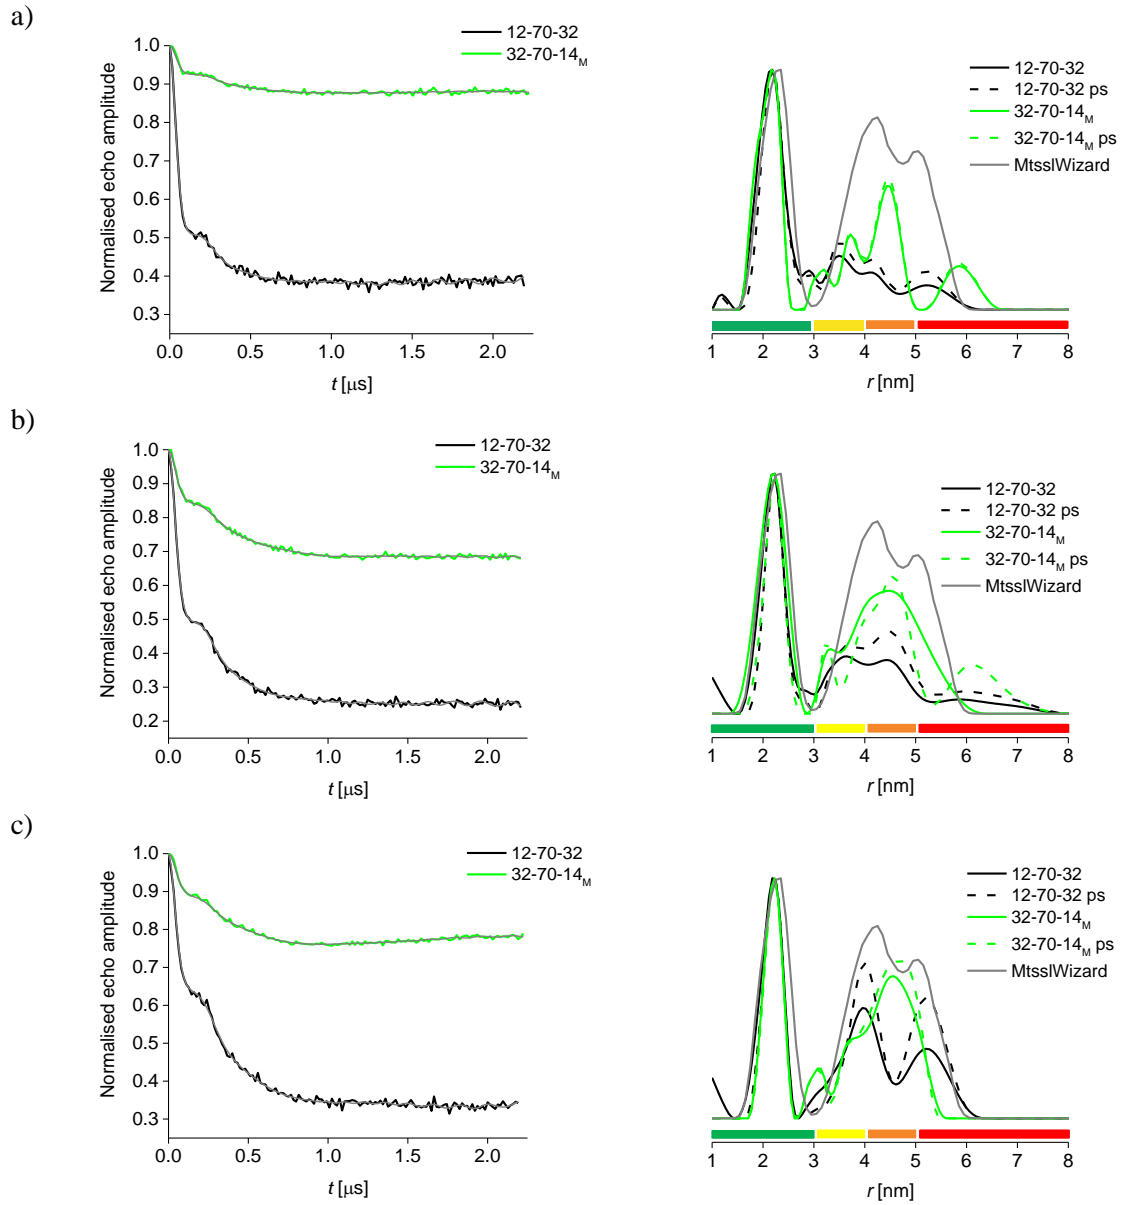 a)
12-70-32
32-70-14M
Normalised echo amplitude
1.0
0.9
0.8
0.7
0.6
0.5
0.4
0.3
0.0 0.5 1.0 1.5 2.0
t [μs]
12-70-32
12-70-32 ps
32-70-14M
32-70-14M ps
MtsslWizard
1 2 3 4 5 6 7 8
r [nm]
b)
12-70-32
32-70-14M
Normalised echo amplitude
1.0
0.9
0.8
0.7
0.6
0.5
0.4
0.3
0.2
0.0 0.5 1.0 1.5 2.0
t [μs]
12-70-32
12-70-32 ps
32-70-14M
32-70-14M ps
MtsslWizard
1 2 3 4 5 6 7 8
r [nm]
c)
12-70-32
32-70-14M
Normalised echo amplitude
1.0
0.9
0.8
0.7
0.6
0.5
0.4
0.3
0.0 0.5 1.0 1.5 2.0
t [μs]
12-70-32
12-70-32 ps
32-70-14M
32-70-14M ps
MtsslWizard
1 2 3 4 5 6 7 8
r [nm]